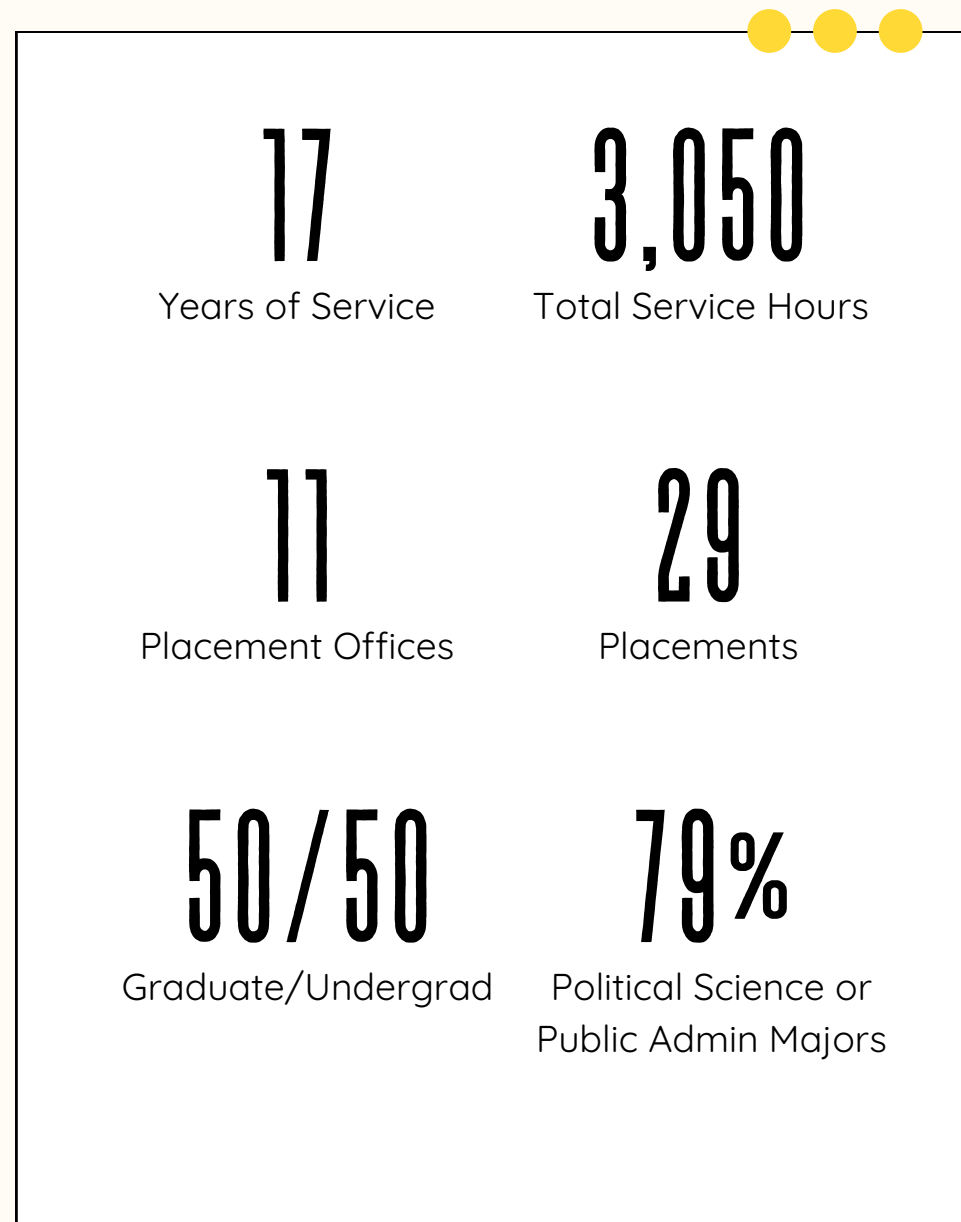 17
Years of Service
3,050
Total Service Hours
11
Placement Offices
29
Placements
50/50
Graduate/Undergrad
79%
Political Science or
Public Admin Majors